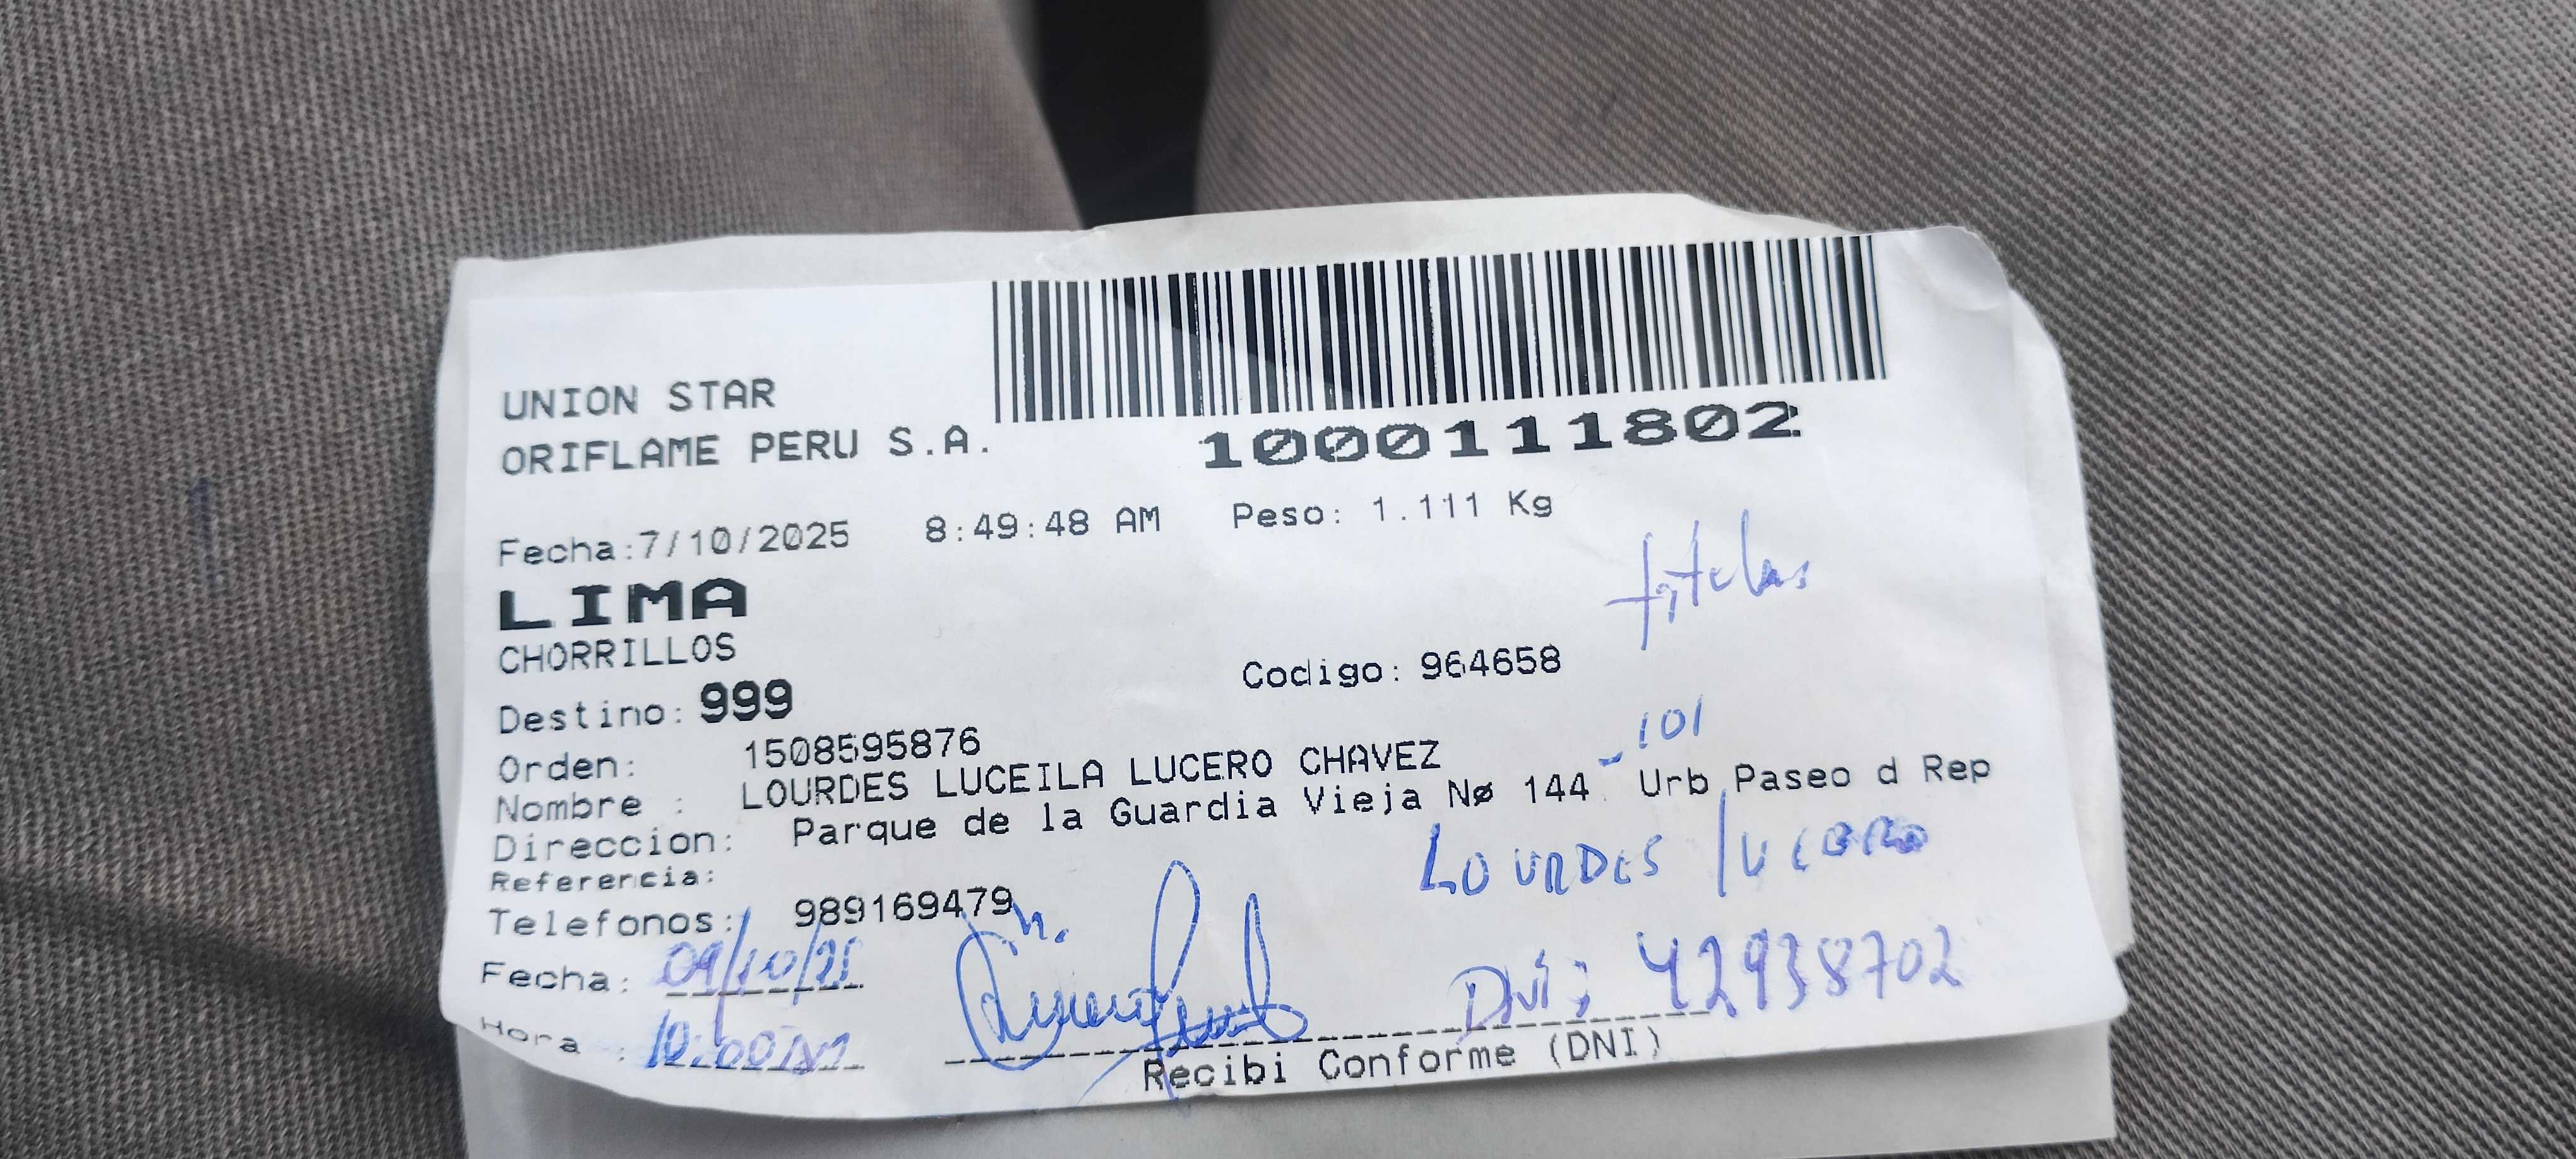 UNION STAR
ORIFLAME PERU S.A.
1000111802
Fecha:7/10/2025 8:49:48 AM Peso: 1.111 Kg
LIMA
CHORRILLOS
Codigo: 964658
Destino: 999
101
Orden: 1508595876
Nombre : LOURDES LUCEILA LUCERO CHAVEZ
Direccion: Parque de la Guardia Vieja Nø 144 Urb Paseo d Rep
Referencia:
LOURDES LUCERO
Telefonos: 989169479
Fecha: 09/10/25
DNI: 42938702
Hora :
Recibi Conforme (DNI)